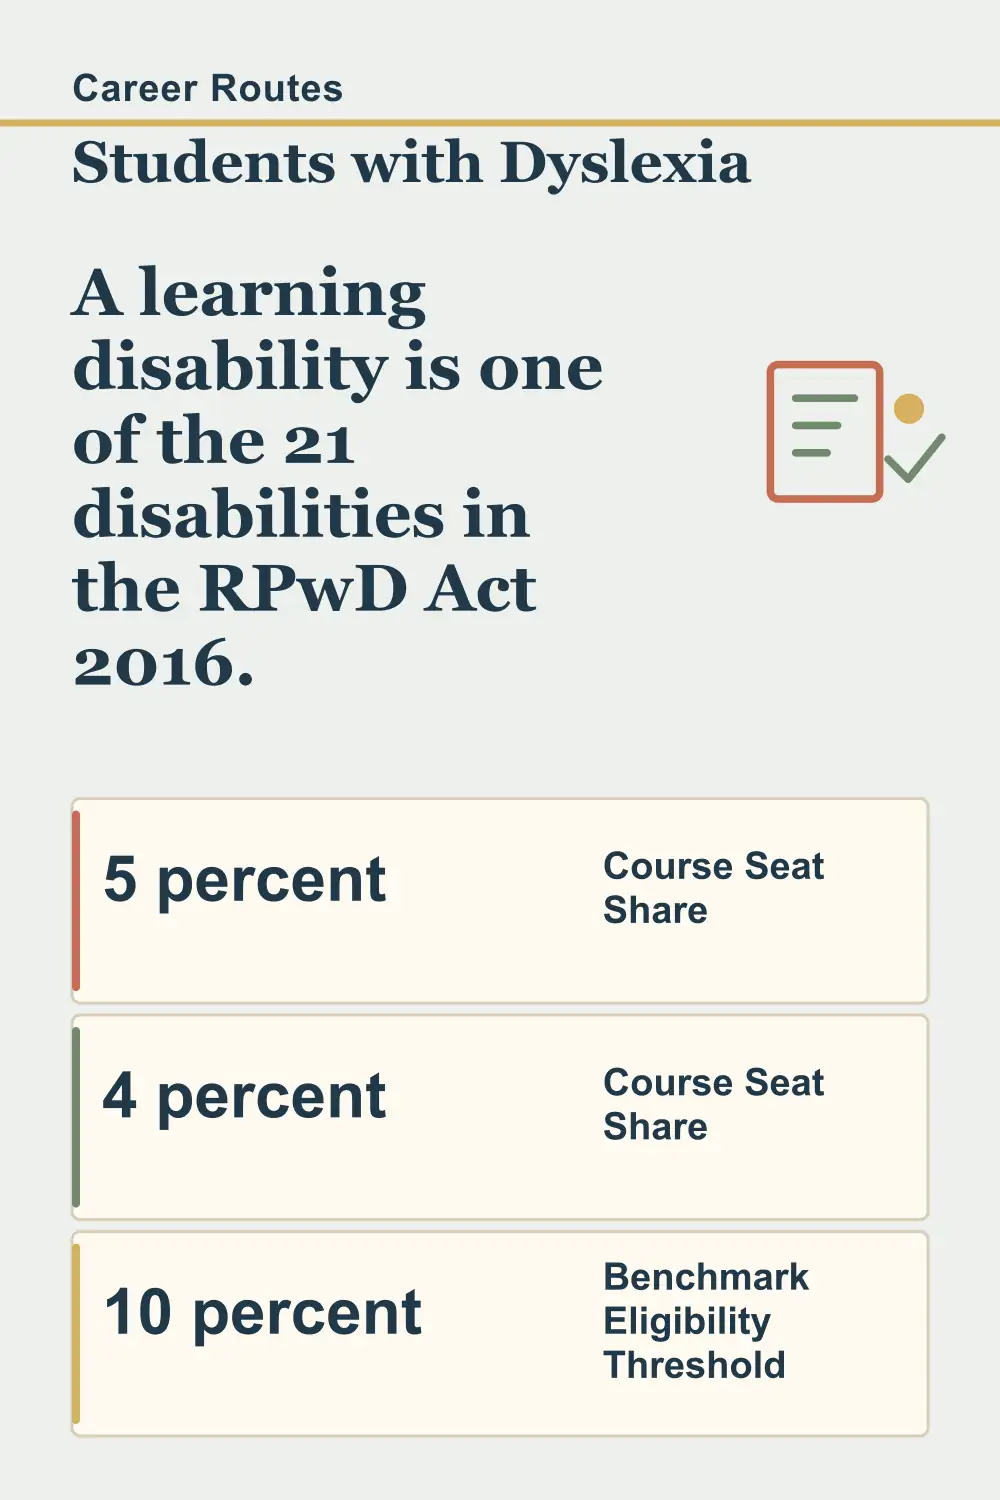 Career Routes
Students with Dyslexia
A learning
disability is one
of the 21
disabilities in
the RPwD Act
2016.
5 percent
Course Seat
Share
4 percent
Course Seat
Share
10 percent
Benchmark
Eligibility
Threshold